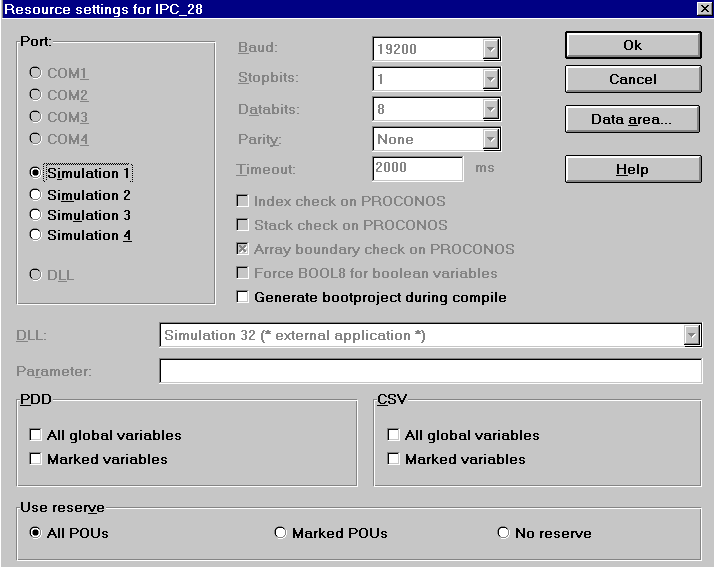 Resource settings for IPC_28
Port:
COM1
COM2
COM3
COM4
Simulation 1
Simulation 2
Simulation 3
Simulation 4
DLL
Baud: 19200
Stopbits: 1
Databits: 8
Parity: None
Timeout: 2000 ms
Index check on PROCONOS
Stack check on PROCONOS
Array boundary check on PROCONOS
Force BOOL8 for boolean variables
Generate bootproject during compile
Ok
Cancel
Data area...
Help
DLL: Simulation 32 (* external application *)
Parameter:
PDD
All global variables
Marked variables
CSV
All global variables
Marked variables
Use reserve
All POUs Marked POUs No reserve